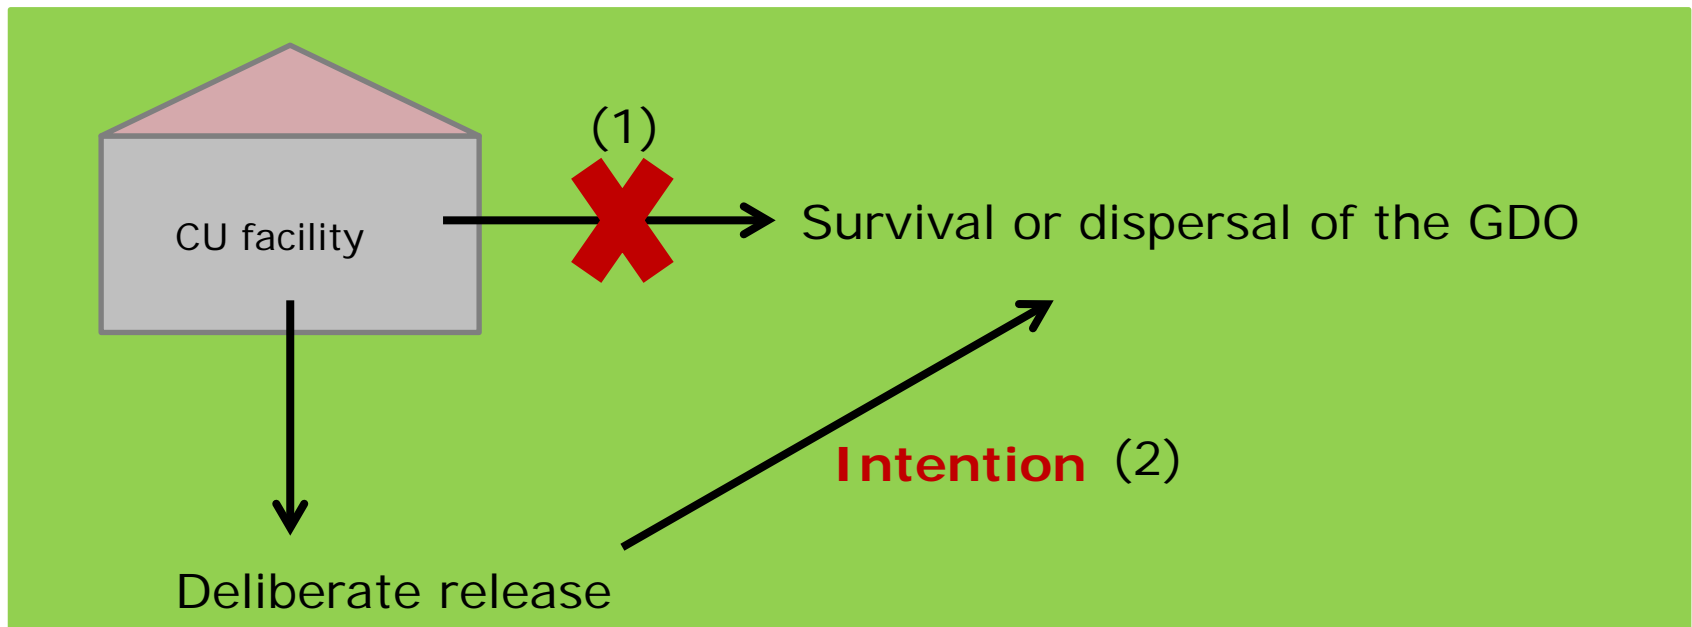 (1)
CU facility
Survival or dispersal of the GDO
Intention (2)
Deliberate release